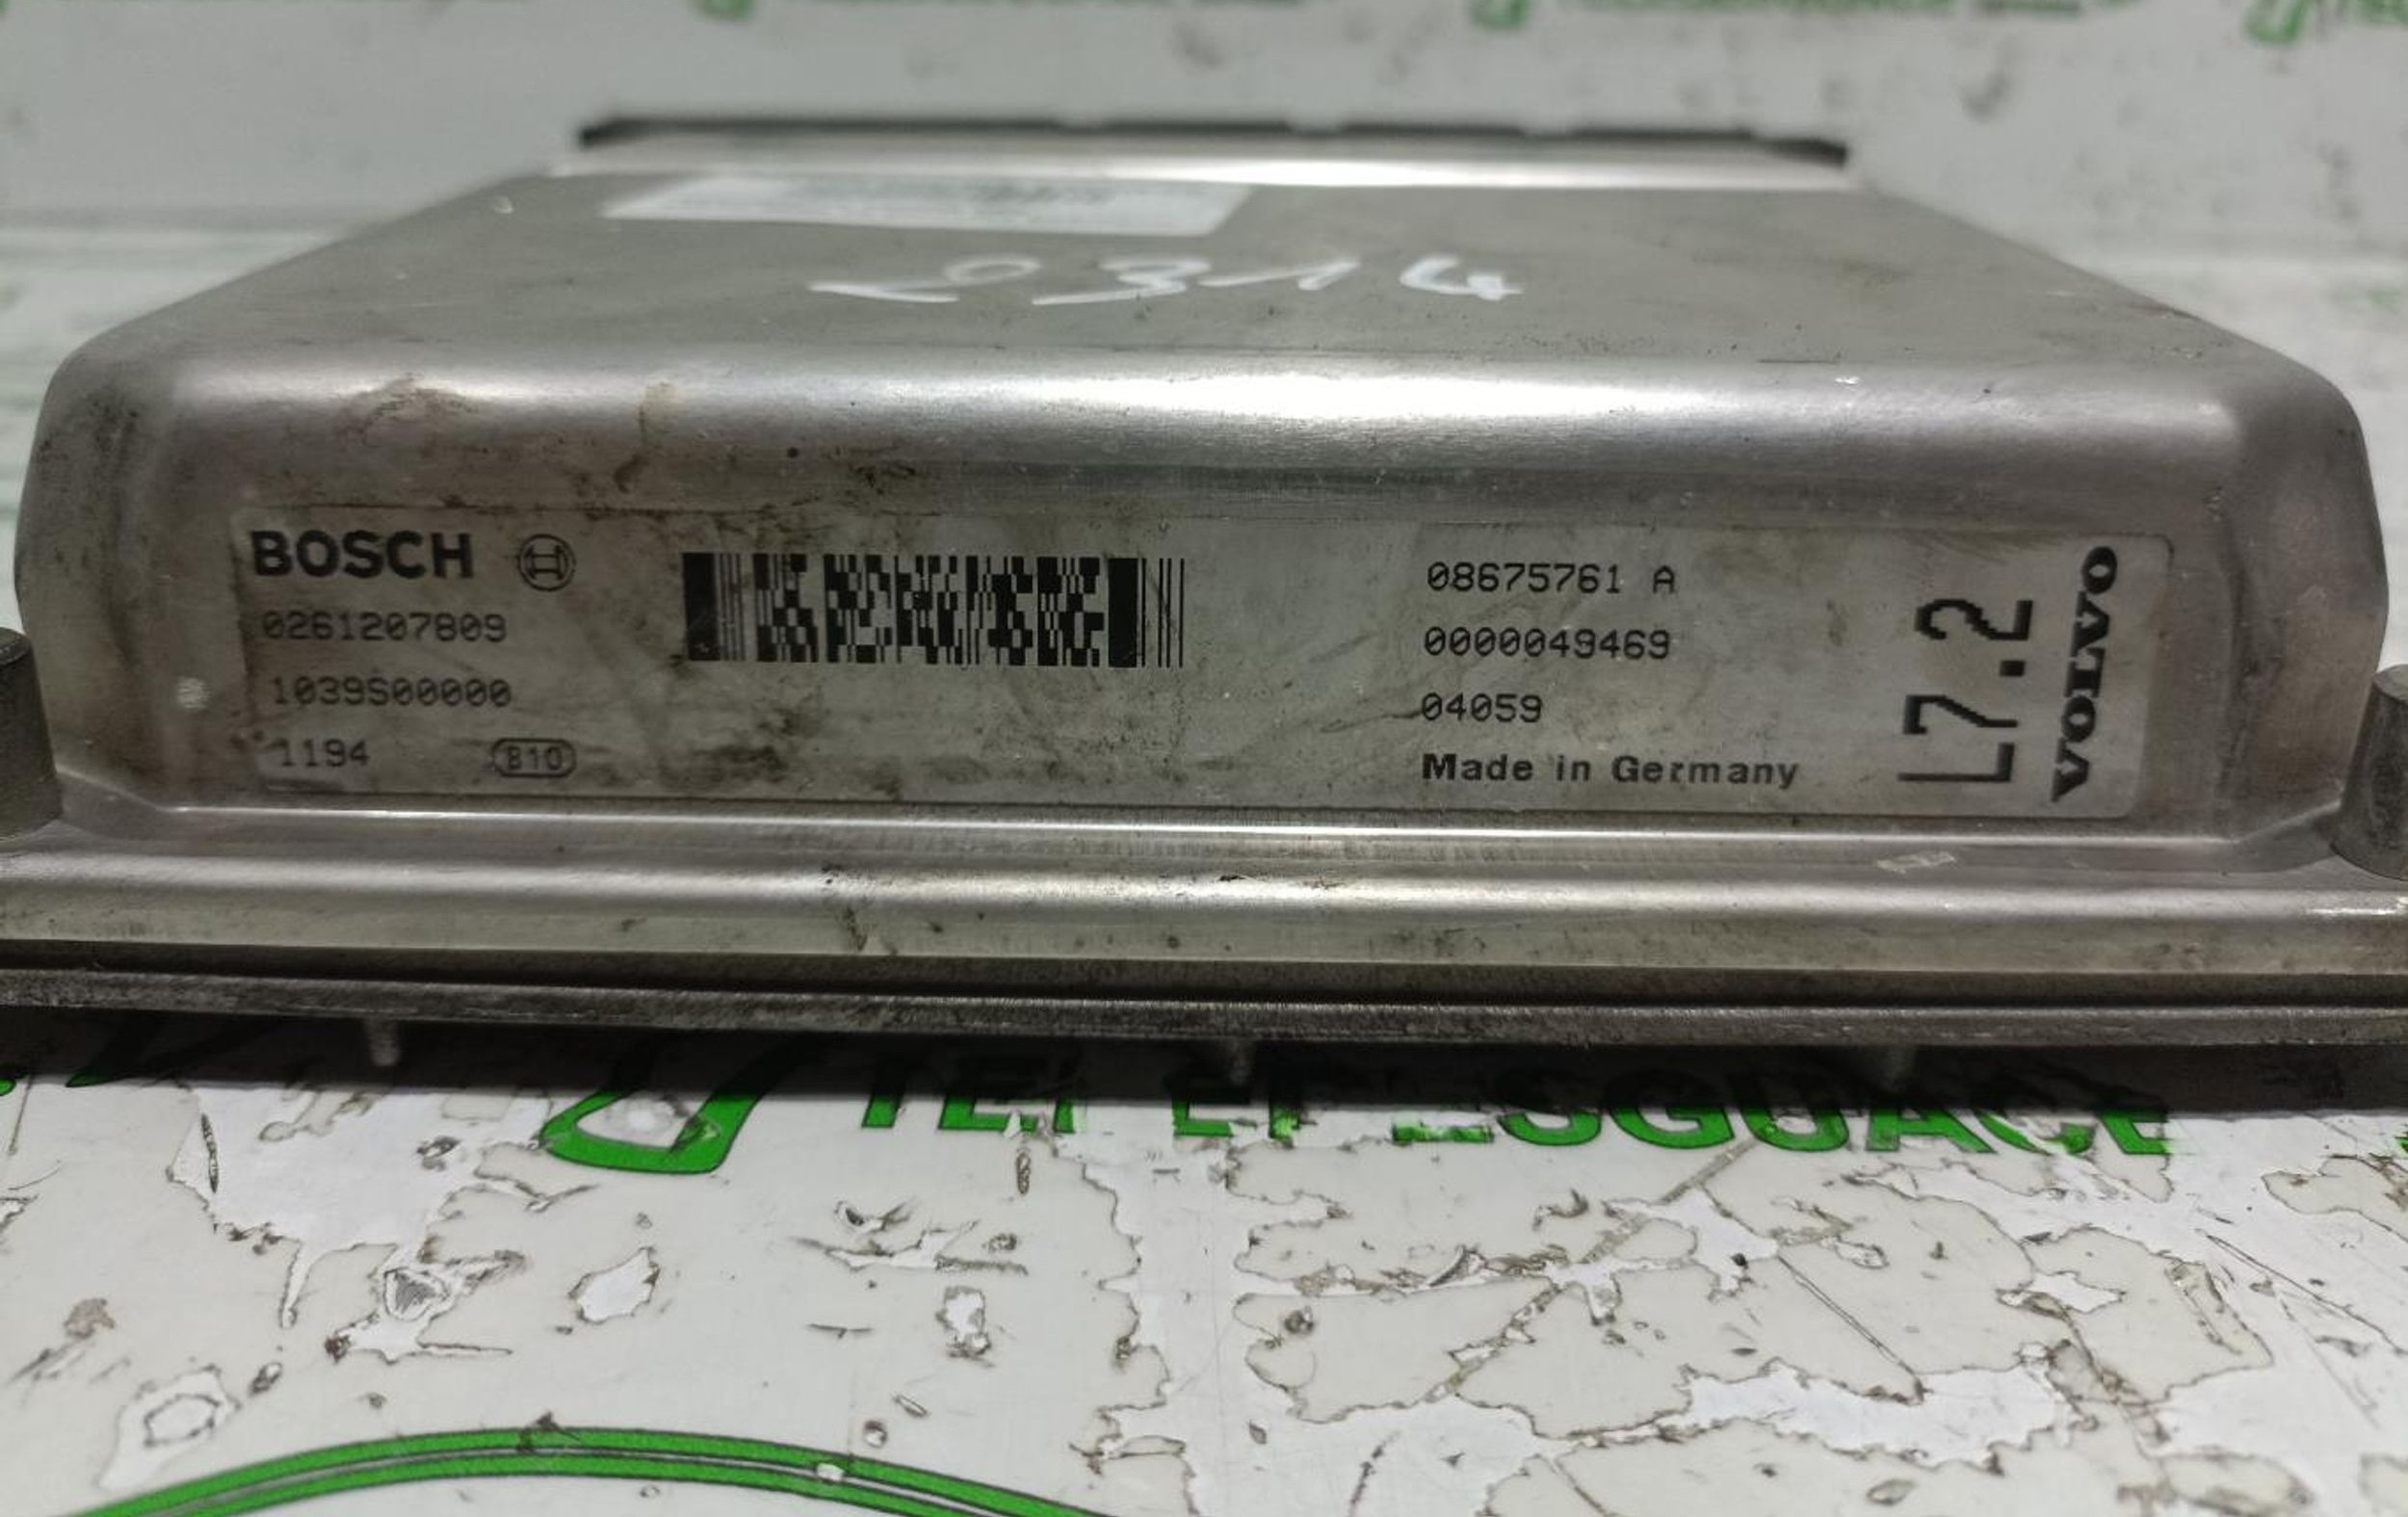 2314
BOSCH
0261207809
1039S00000
1194 B10
08675761 A
0000049469
04059
Made in Germany
L7.2
VOLVO